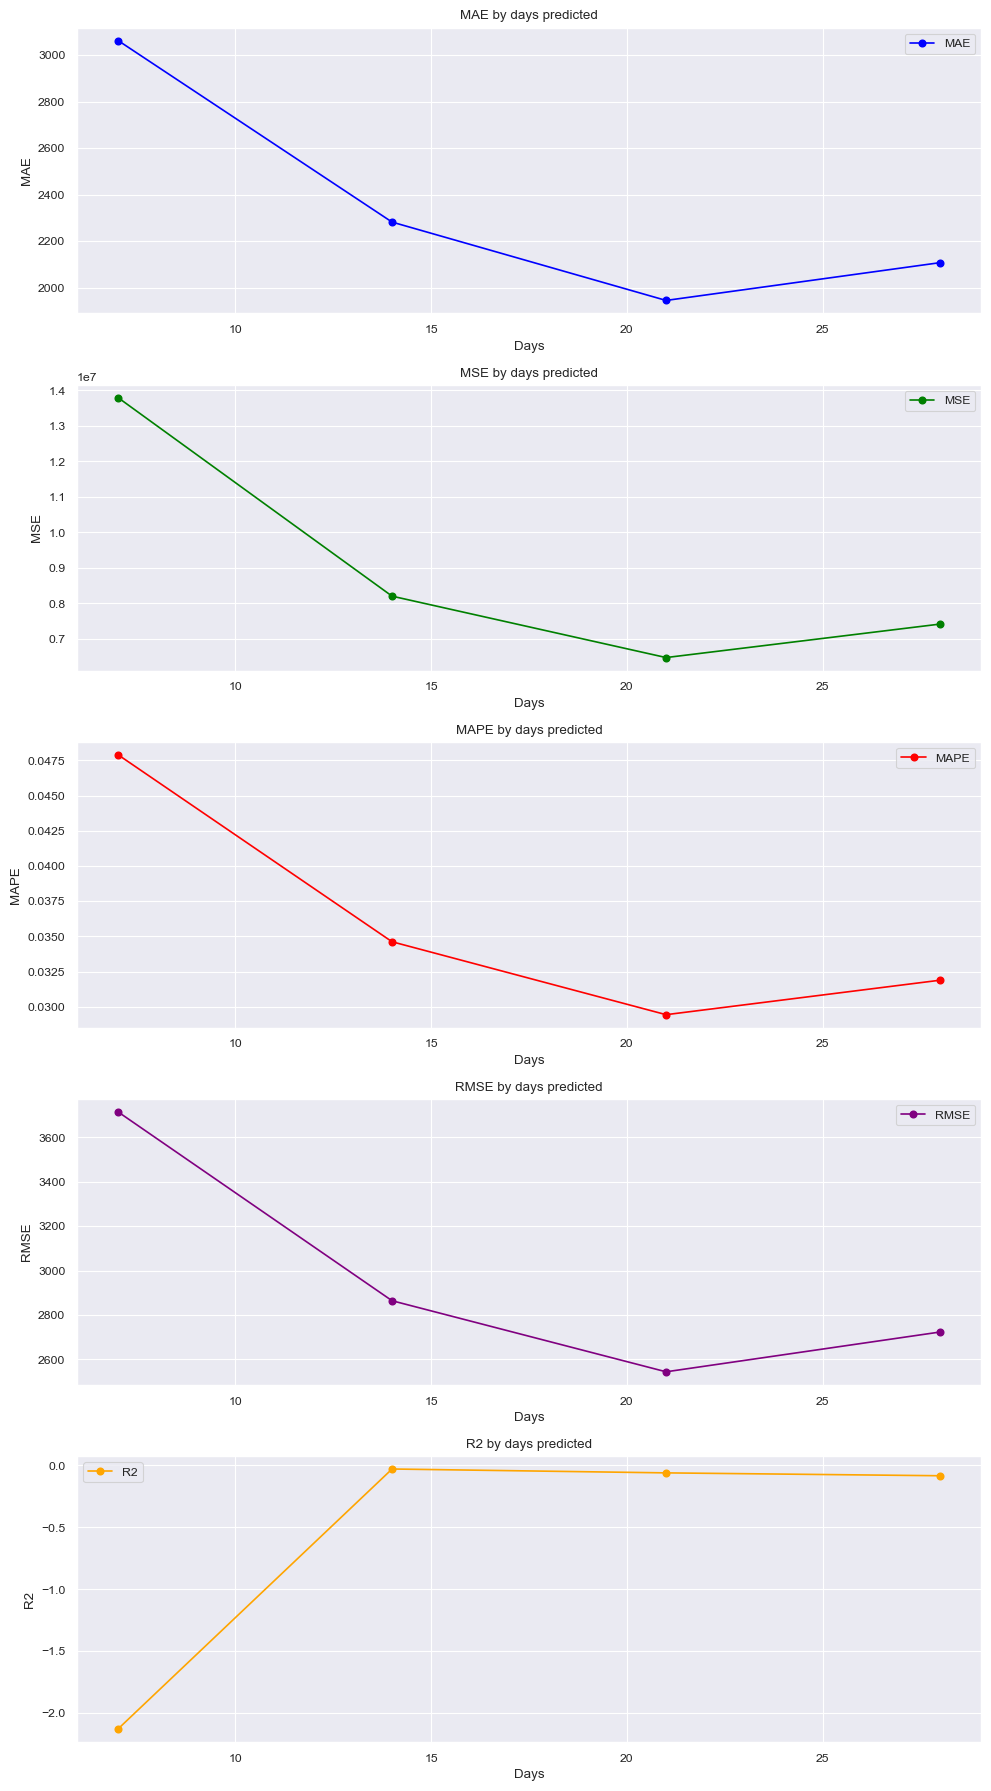 MAE by days predicted
MAE
3000
2800
2600
2400
2200
2000
MAE
10 15 20 25
Days
MSE by days predicted
1e7
MSE
1.4
1.3
1.2
1.1
1.0
0.9
0.8
0.7
MSE
10 15 20 25
Days
MAPE by days predicted
MAPE
0.0475
0.0450
0.0425
0.0400
0.0375
0.0350
0.0325
0.0300
MAPE
10 15 20 25
Days
RMSE by days predicted
RMSE
3600
3400
3200
3000
2800
2600
RMSE
10 15 20 25
Days
R2 by days predicted
R2
0.0
−0.5
−1.0
−1.5
−2.0
R2
10 15 20 25
Days